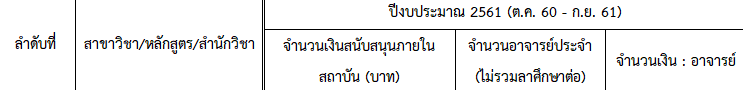 ปีงบประมาณ 2561 (ต.ค. 60 - ก.ย. 61)
ลำดับที่ สาขาวิชา/หลักสูตร/สำนักวิชา จำนวนเงินสนับสนุนภายใน จำนวนอาจารย์ประจำ จำนวนเงิน : อาจารย์
สถาบัน (บาท) (ไม่รวมลาศึกษาต่อ)